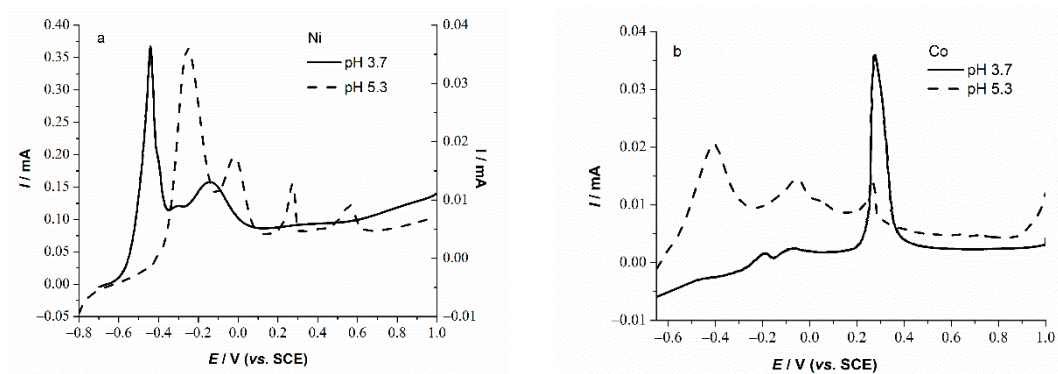 a
Ni
pH 3.7
pH 5.3
0.40
0.35
0.30
0.25
0.20
0.15
0.10
0.05
0.00
−0.05
I / mA
0.04
0.03
0.02
0.01
0.00
−0.01
I / mA
−0.8 −0.6 −0.4 −0.2 0.0 0.2 0.4 0.6 0.8 1.0
E / V (vs. SCE)
b
Co
pH 3.7
pH 5.3
0.04
0.03
0.02
0.01
0.00
−0.01
I / mA
−0.6 −0.4 −0.2 0.0 0.2 0.4 0.6 0.8 1.0
E / V (vs. SCE)